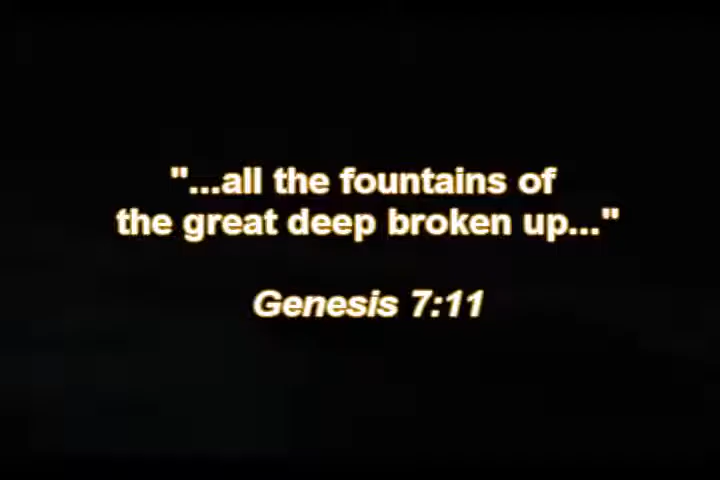 "...all the fountains of
the great deep broken up..."
Genesis 7:11